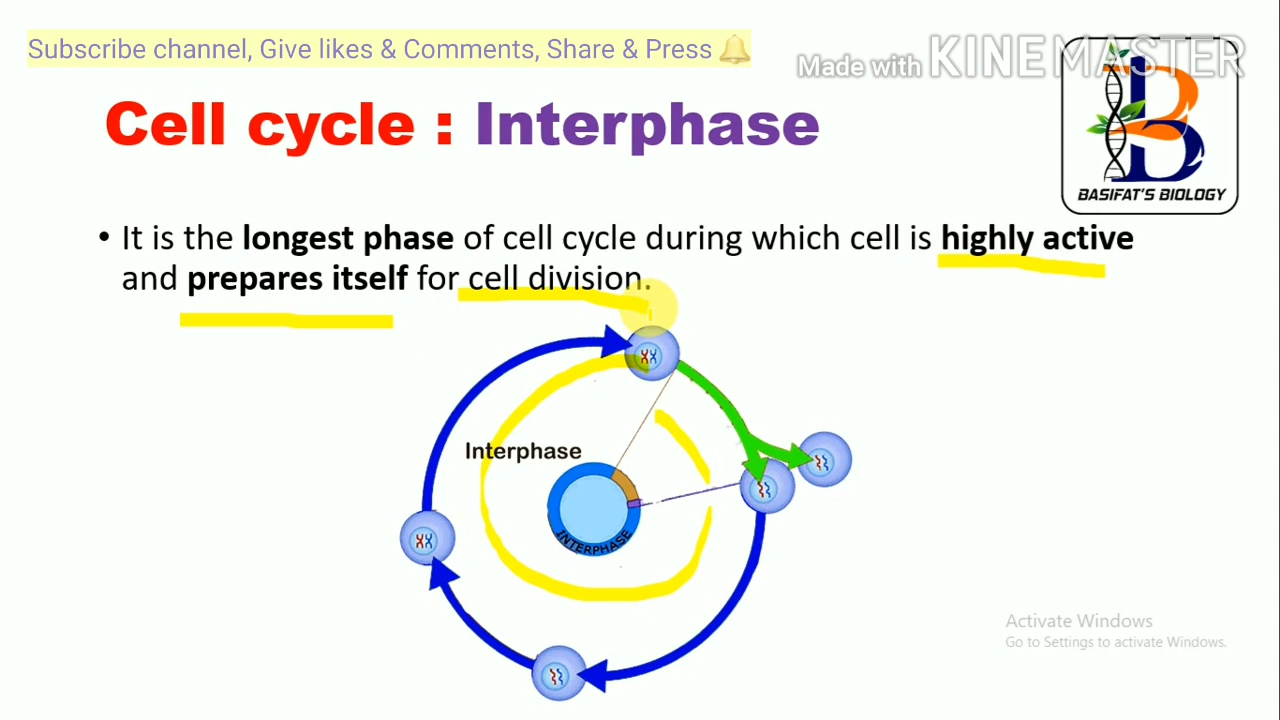 Subscribe channel, Give likes & Comments, Share & Press 🔔
Made with KINEMASTER
Cell cycle : Interphase
BASIFAT'S BIOLOGY
• It is the longest phase of cell cycle during which cell is highly active
and prepares itself for cell division.
Interphase
INTERPHASE
Activate Windows
Go to Settings to activate Windows.